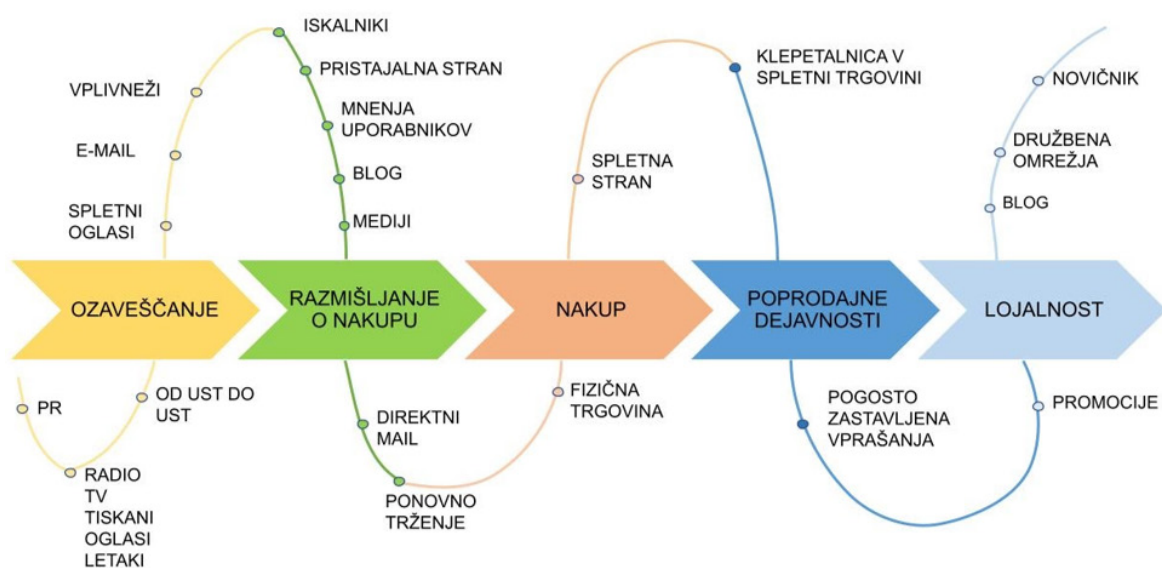 ISKALNIKI
PRISTAJALNA STRAN
VPLIVNEŽI
MNENJA
UPORABNIKOV
E-MAIL
BLOG
SPLETNI
OGLASI
MEDIJI
SPLETNA
STRAN
KLEPETALNICA V
SPLETNI TRGOVINI
NOVIČNIK
DRUŽBENA
OMREŽJA
BLOG
OZAVEŠČANJE
RAZMIŠLJANJE
O NAKUPU
NAKUP
POPRODAJNE
DEJAVNOSTI
LOJALNOST
PR
OD UST DO
UST
RADIO
TV
TISKANI
OGLASI
LETAKI
DIREKTNI
MAIL
PONOVNO
TRŽENJE
FIZIČNA
TRGOVINA
POGOSTO
ZASTAVLJENA
VPRAŠANJA
PROMOCIJE